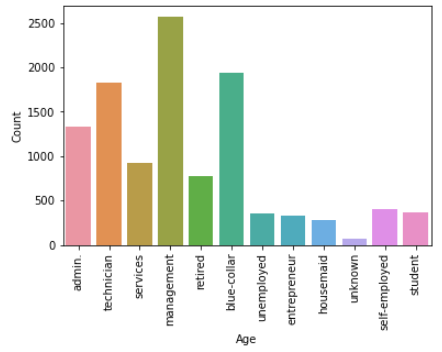 2500
2000
1500
1000
500
0
Count
admin.
technician
services
management
retired
blue-collar
unemployed
entrepreneur
housemaid
unknown
self-employed
student
Age